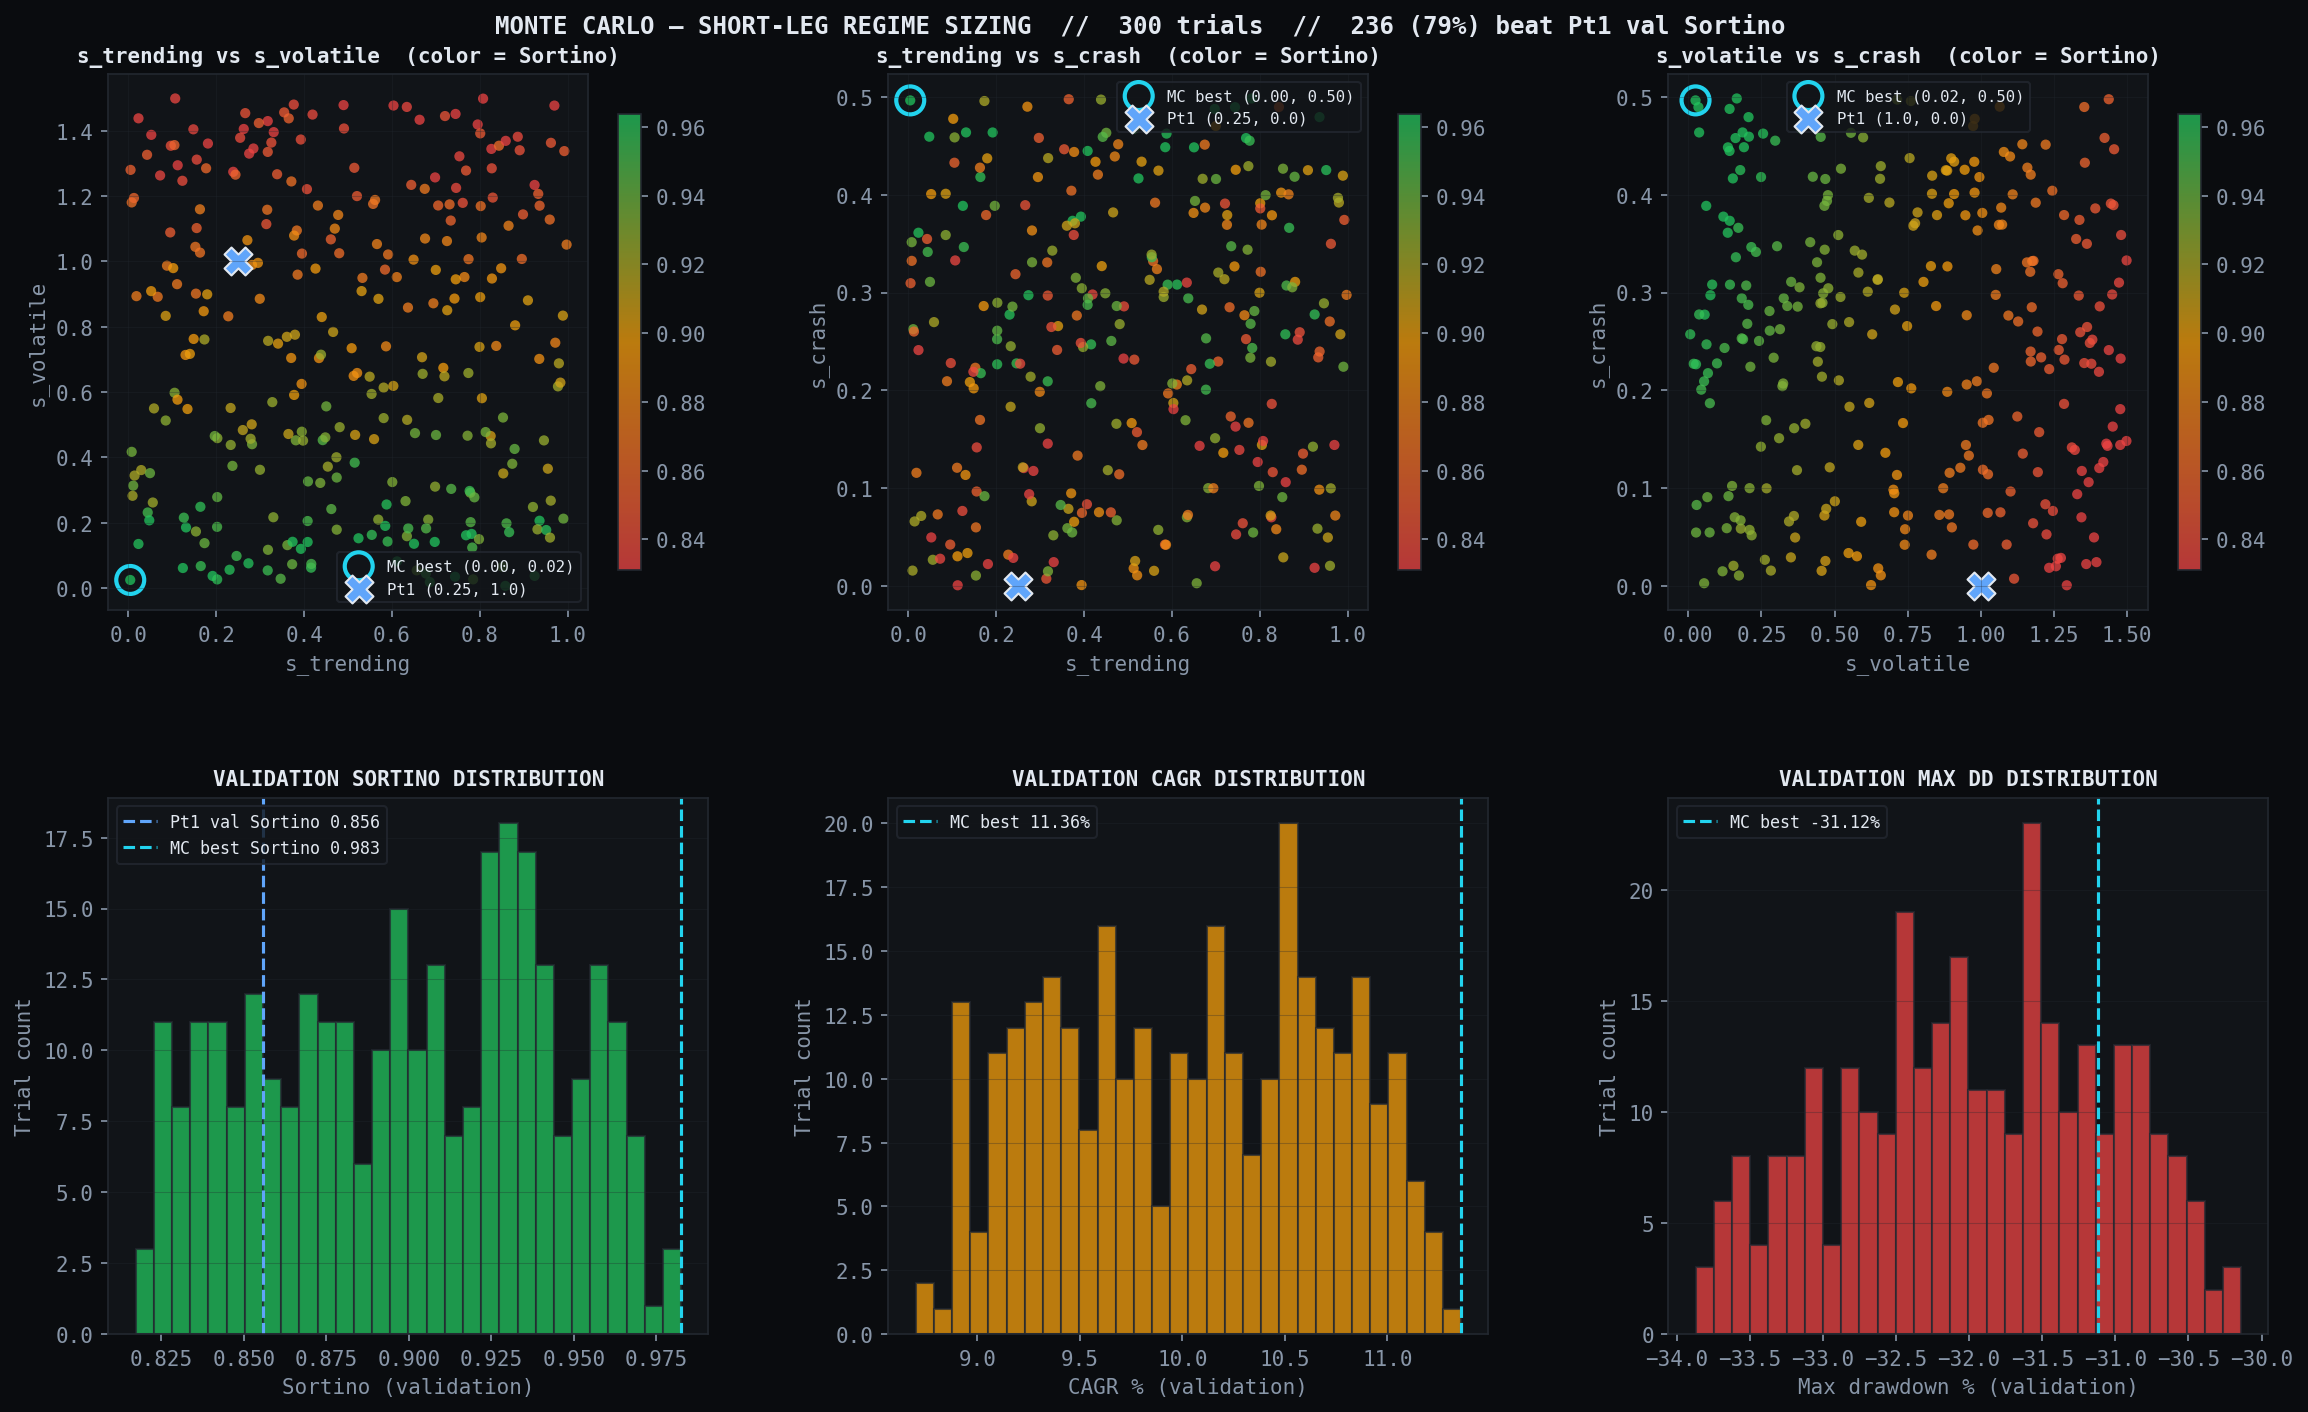 MONTE CARLO — SHORT-LEG REGIME SIZING // 300 trials // 236 (79%) beat Pt1 val Sortino
s_trending vs s_volatile (color = Sortino)
1.4
1.2
1.0
0.8
0.6
0.4
0.2
0.0
s_volatile
MC best (0.00, 0.02)
Pt1 (0.25, 1.0)
0.0 0.2 0.4 0.6 0.8 1.0
s_trending
0.96
0.94
0.92
0.90
0.88
0.86
0.84
s_trending vs s_crash (color = Sortino)
0.5
0.4
0.3
0.2
0.1
0.0
s_crash
MC best (0.00, 0.50)
Pt1 (0.25, 0.0)
0.0 0.2 0.4 0.6 0.8 1.0
s_trending
0.96
0.94
0.92
0.90
0.88
0.86
0.84
s_volatile vs s_crash (color = Sortino)
0.5
0.4
0.3
0.2
0.1
0.0
s_crash
MC best (0.02, 0.50)
Pt1 (1.0, 0.0)
0.00 0.25 0.50 0.75 1.00 1.25 1.50
s_volatile
0.96
0.94
0.92
0.90
0.88
0.86
0.84
VALIDATION SORTINO DISTRIBUTION
Pt1 val Sortino 0.856
MC best Sortino 0.983
17.5
15.0
12.5
10.0
7.5
5.0
2.5
0.0
Trial count
0.825 0.850 0.875 0.900 0.925 0.950 0.975
Sortino (validation)
VALIDATION CAGR DISTRIBUTION
MC best 11.36%
20.0
17.5
15.0
12.5
10.0
7.5
5.0
2.5
0.0
Trial count
9.0 9.5 10.0 10.5 11.0
CAGR % (validation)
VALIDATION MAX DD DISTRIBUTION
MC best -31.12%
20
15
10
5
0
Trial count
−34.0 −33.5 −33.0 −32.5 −32.0 −31.5 −31.0 −30.5 −30.0
Max drawdown % (validation)